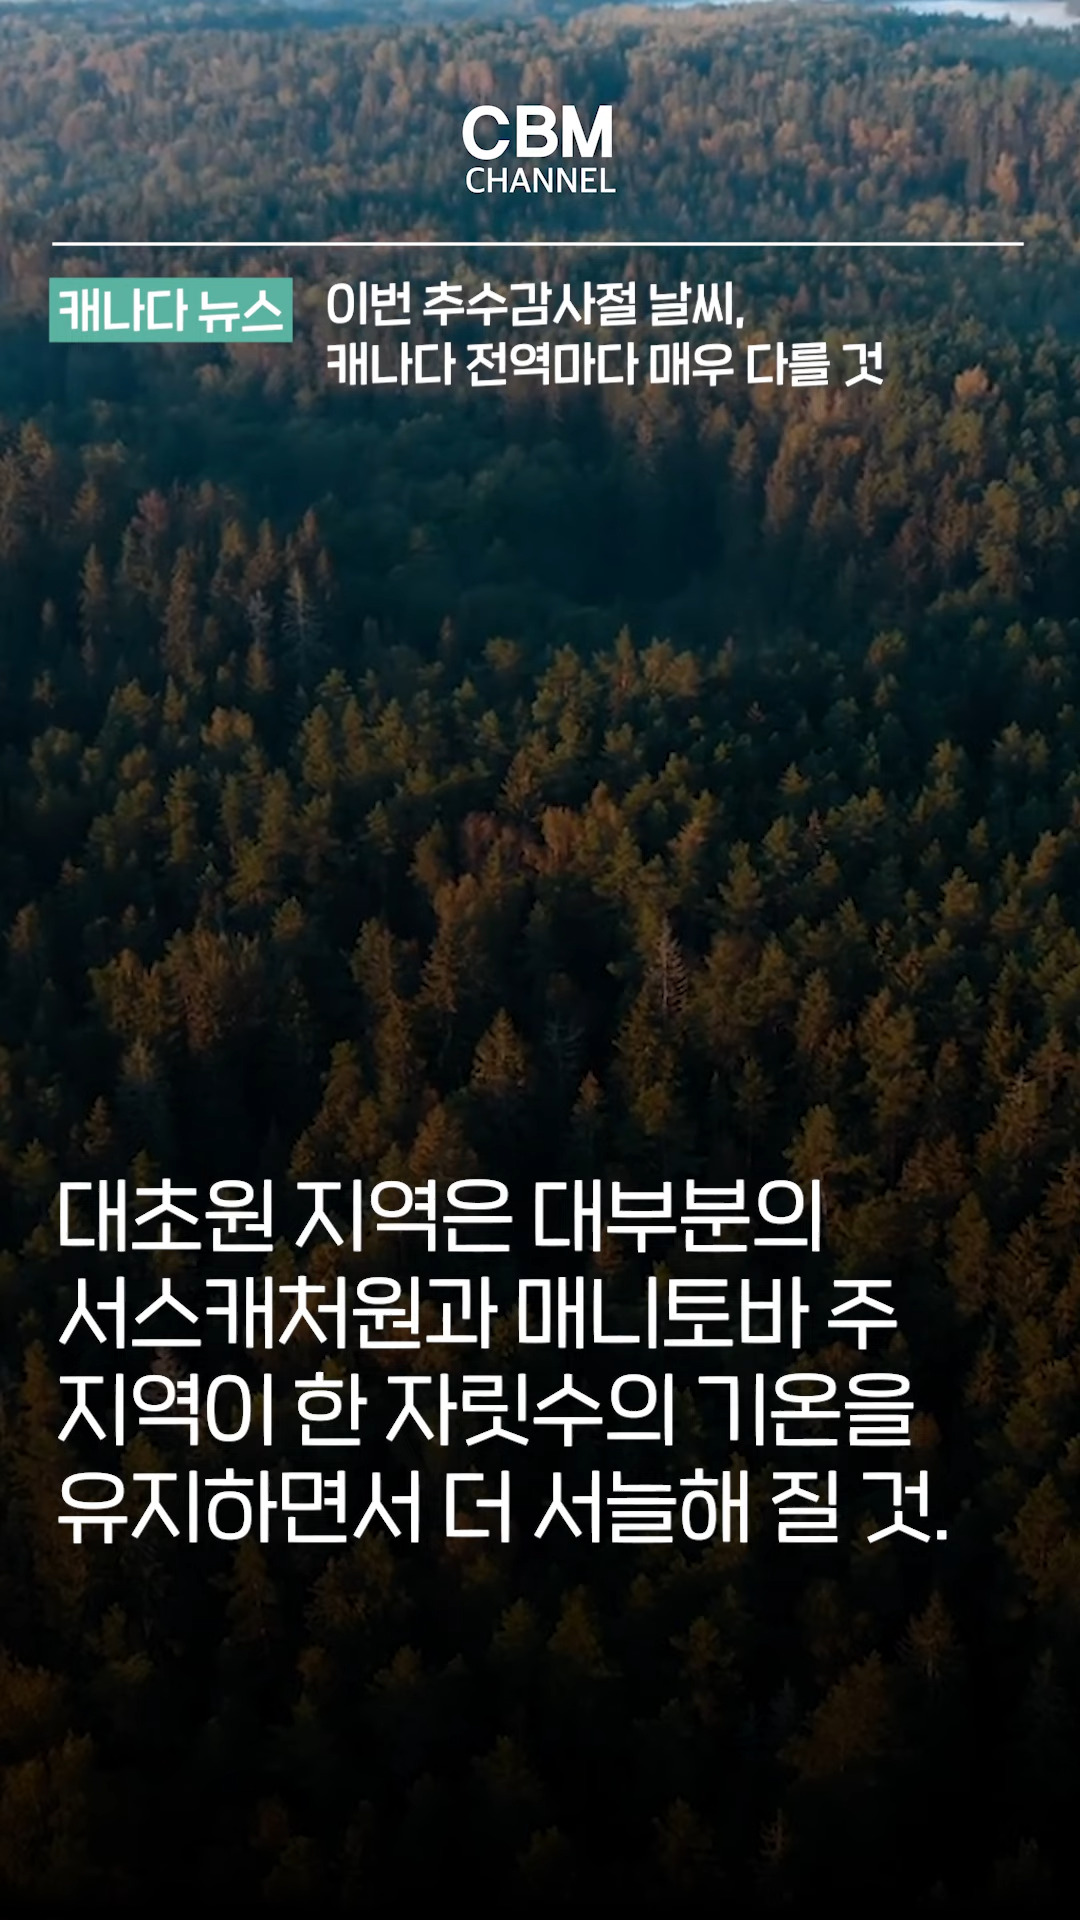 CBM
CHANNEL
캐나다 뉴스
이번 추수감사절 날씨,
캐나다 전역마다 매우 다를 것
대초원 지역은 대부분의
서스캐처원과 매니토바 주
지역이 한 자릿수의 기온을
유지하면서 더 서늘해 질 것.